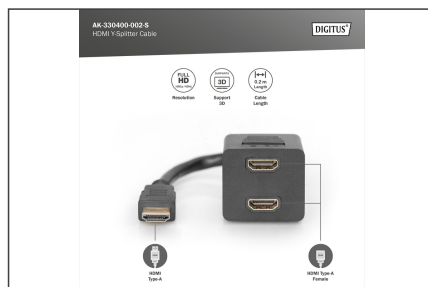 AK-330400-002-S
HDMI Y-Splitter Cable
DIGITUS®
FULL
HD
Resolution
SUPPORTS
3D
Support
3D
0.2 m
Length
Cable
Length
HDMI
Type-A
HDMI Type-A
Female